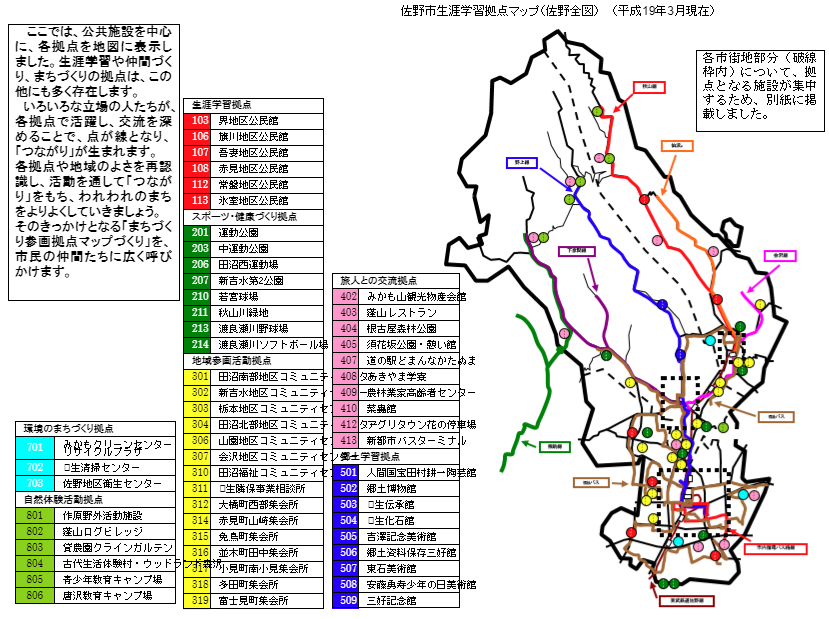 佐野市生涯学習拠点マップ(佐野全図) (平成19年3月現在)
ここでは、公共施設を中心
に、各拠点を地図に表示し
ました。生涯学習や仲間づく
り、まちづくりの拠点は、この
他にも多く存在します。
いろいろな立場の人たちが、
各拠点で活躍し、交流を深
めることで、点が線となり、
「つながり」が生まれます。
各拠点や地域のよさを再認
識し、活動を通して「つなが
り」をもち、われわれのまち
をよりよくしていきましょう。
そのきっかけとなる「まちづく
り参画拠点マップづくり」を、
市民の仲間たちに広く呼び
かけます。
各市街地部分(破線
枠内)について、拠
点となる施設が集中
するため、別紙に掲
載しました。
生涯学習拠点
103 界地区公民館
106 旗川地区公民館
107 吾妻地区公民館
108 赤見地区公民館
112 常盤地区公民館
113 氷室地区公民館
スポーツ・健康づくり拠点
201 運動公園
203 中運動公園
206 田沼西運動場
207 新吉水第2公園
210 若宮球場
211 秋山川緑地
213 渡良瀬川野球場
214 渡良瀬川ソフトボール場
地域参画活動拠点
301 田沼南部地区コミュニティ
302 新吉水地区コミュニティ
303 栃本地区コミュニティセ
304 田沼北部地区コミュニティ
306 山園地区コミュニティセン
307 会沢地区コミュニティセン
310 田沼福祉コミュニティセン
311 □生隣保事業相談所
312 大橋町西部集会所
314 赤見町山崎集会所
315 免鳥町集会所
316 並木町田中集会所
317 小見町南小見集会所
318 多田町集会所
319 富士見町集会所
旅人との交流拠点
402 みかも山観光物産会館
403 蓬山レストラン
404 根古屋森林公園
405 須花坂公園・憩い館
407 道の駅どまんなかたぬま
408 あきやま学寮
409 農林業家高齢者センター
410 菜蟲館
412 アグリタウン花の停車場
413 新都市バスターミナル
郷土学習拠点
501 人間国宝田村耕一陶芸館
502 郷土博物館
503 □生伝承館
504 □生化石館
505 吉澤記念美術館
506 郷土資料保存三好館
507 東石美術館
508 安藤勇寿少年の日美術館
509 三好記念館
環境のまちづくり拠点
701 みかもクリーンセンター
リサイクルプラザ
702 □生清掃センター
703 佐野地区衛生センター
自然体験活動拠点
801 作原野外活動施設
802 蓬山ログビレッジ
803 貸農園クラインガルテン
804 古代生活体験村・ウッドランド森沢
805 青少年教育キャンプ場
806 唐沢教育キャンプ場
秋山線
野上線
下彦間線
会沢線